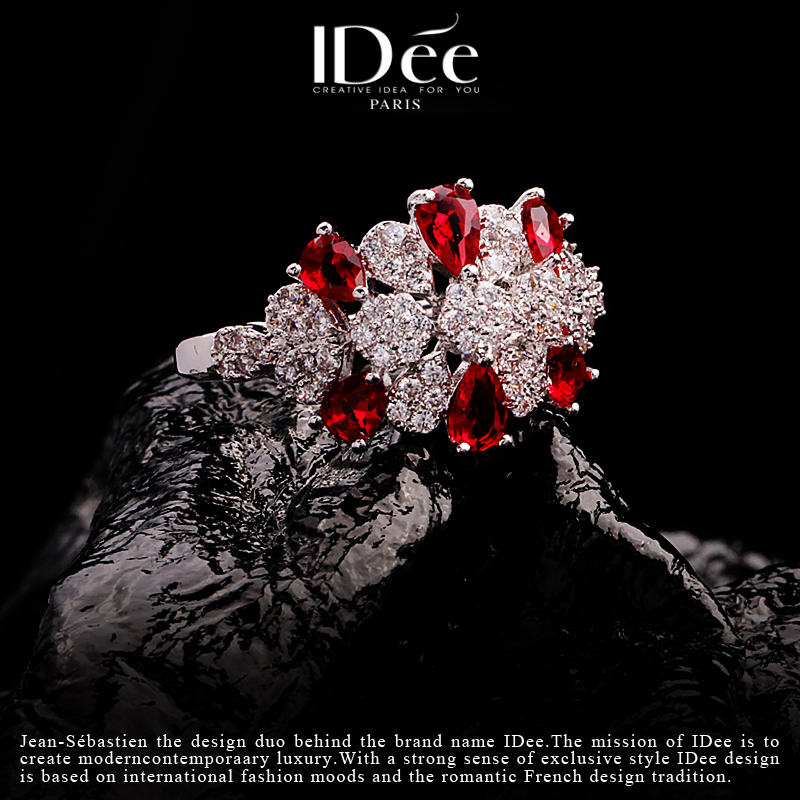 IDée
CREATIVE IDEA FOR YOU
PARIS
Jean-Sébastien the design duo behind the brand name IDee.The mission of IDee is to
create moderncontemporaary luxury.With a strong sense of exclusive style IDee design
is based on international fashion moods and the romantic French design tradition.